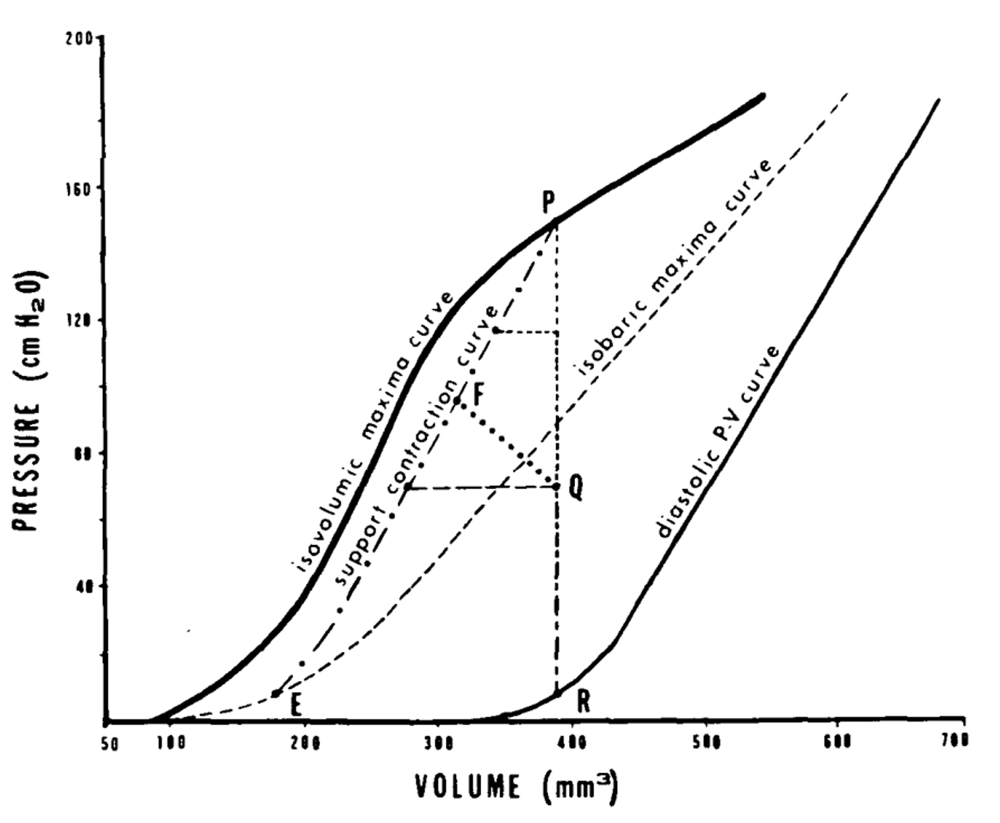 200
160
120
80
40
PRESSURE (cm H₂O)
P
isovolumic maxima curve
support contraction curve
F
isobaric maxima curve
Q
diastolic P-V curve
E
R
50 100 200 300 400 500 600 700
VOLUME (mm³)